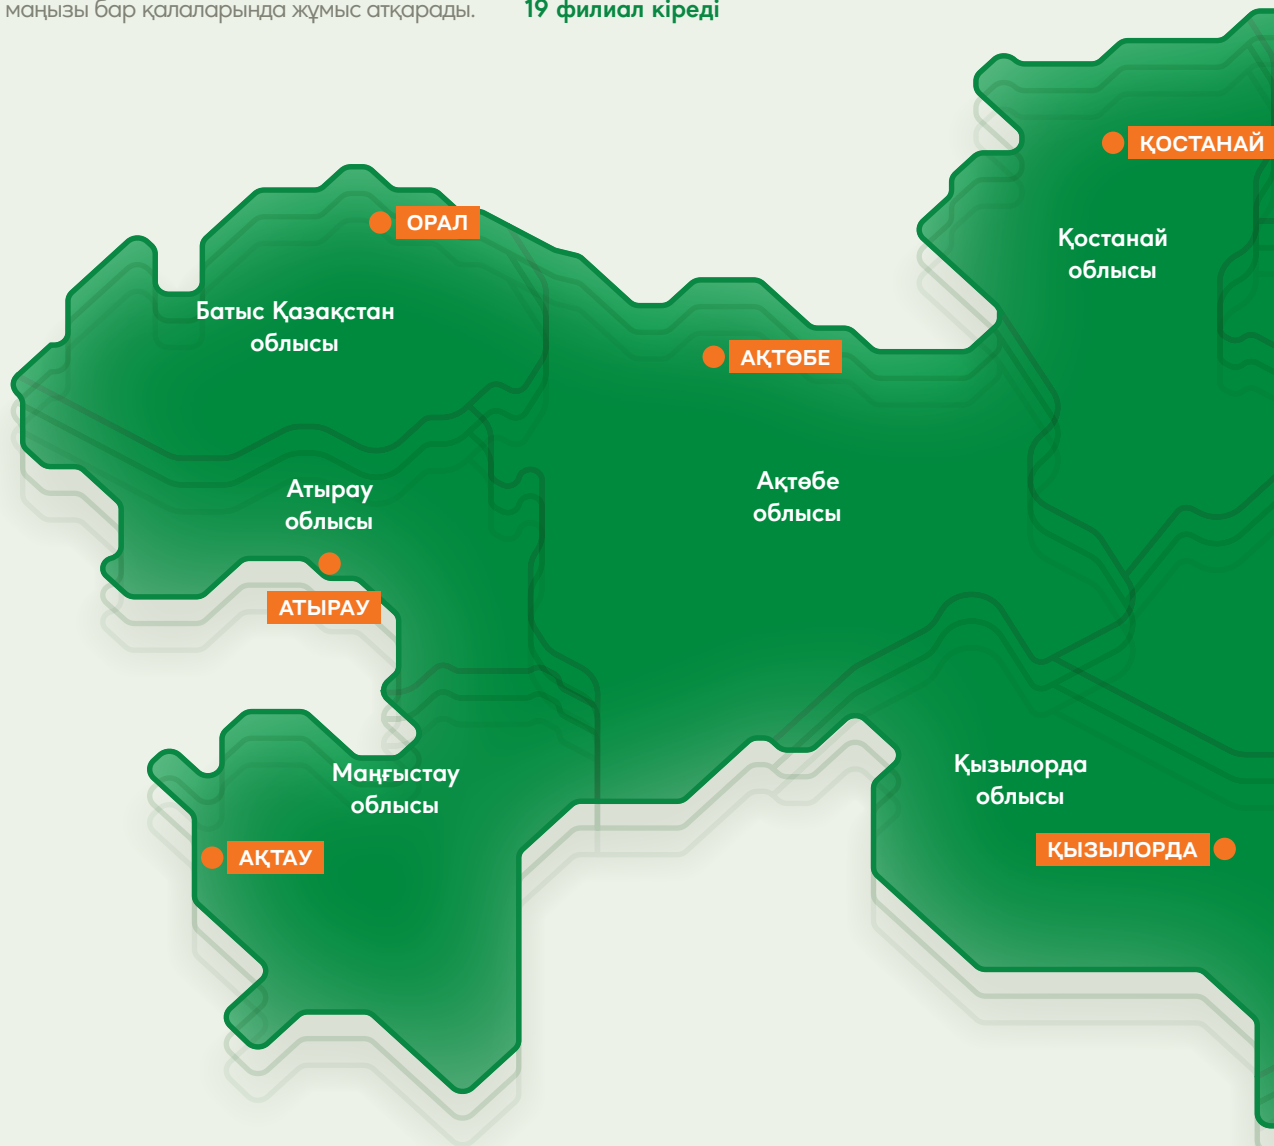 маңызы бар қалаларында жұмыс атқарады.
19 филиал кіреді
ҚОСТАНАЙ
ОРАЛ
Қостанай
облысы
Батыс Қазақстан
облысы
АҚТӨБЕ
Ақтөбе
облысы
Атырау
облысы
АТЫРАУ
Қызылорда
облысы
Маңғыстау
облысы
ҚЫЗЫЛОРДА
АҚТАУ